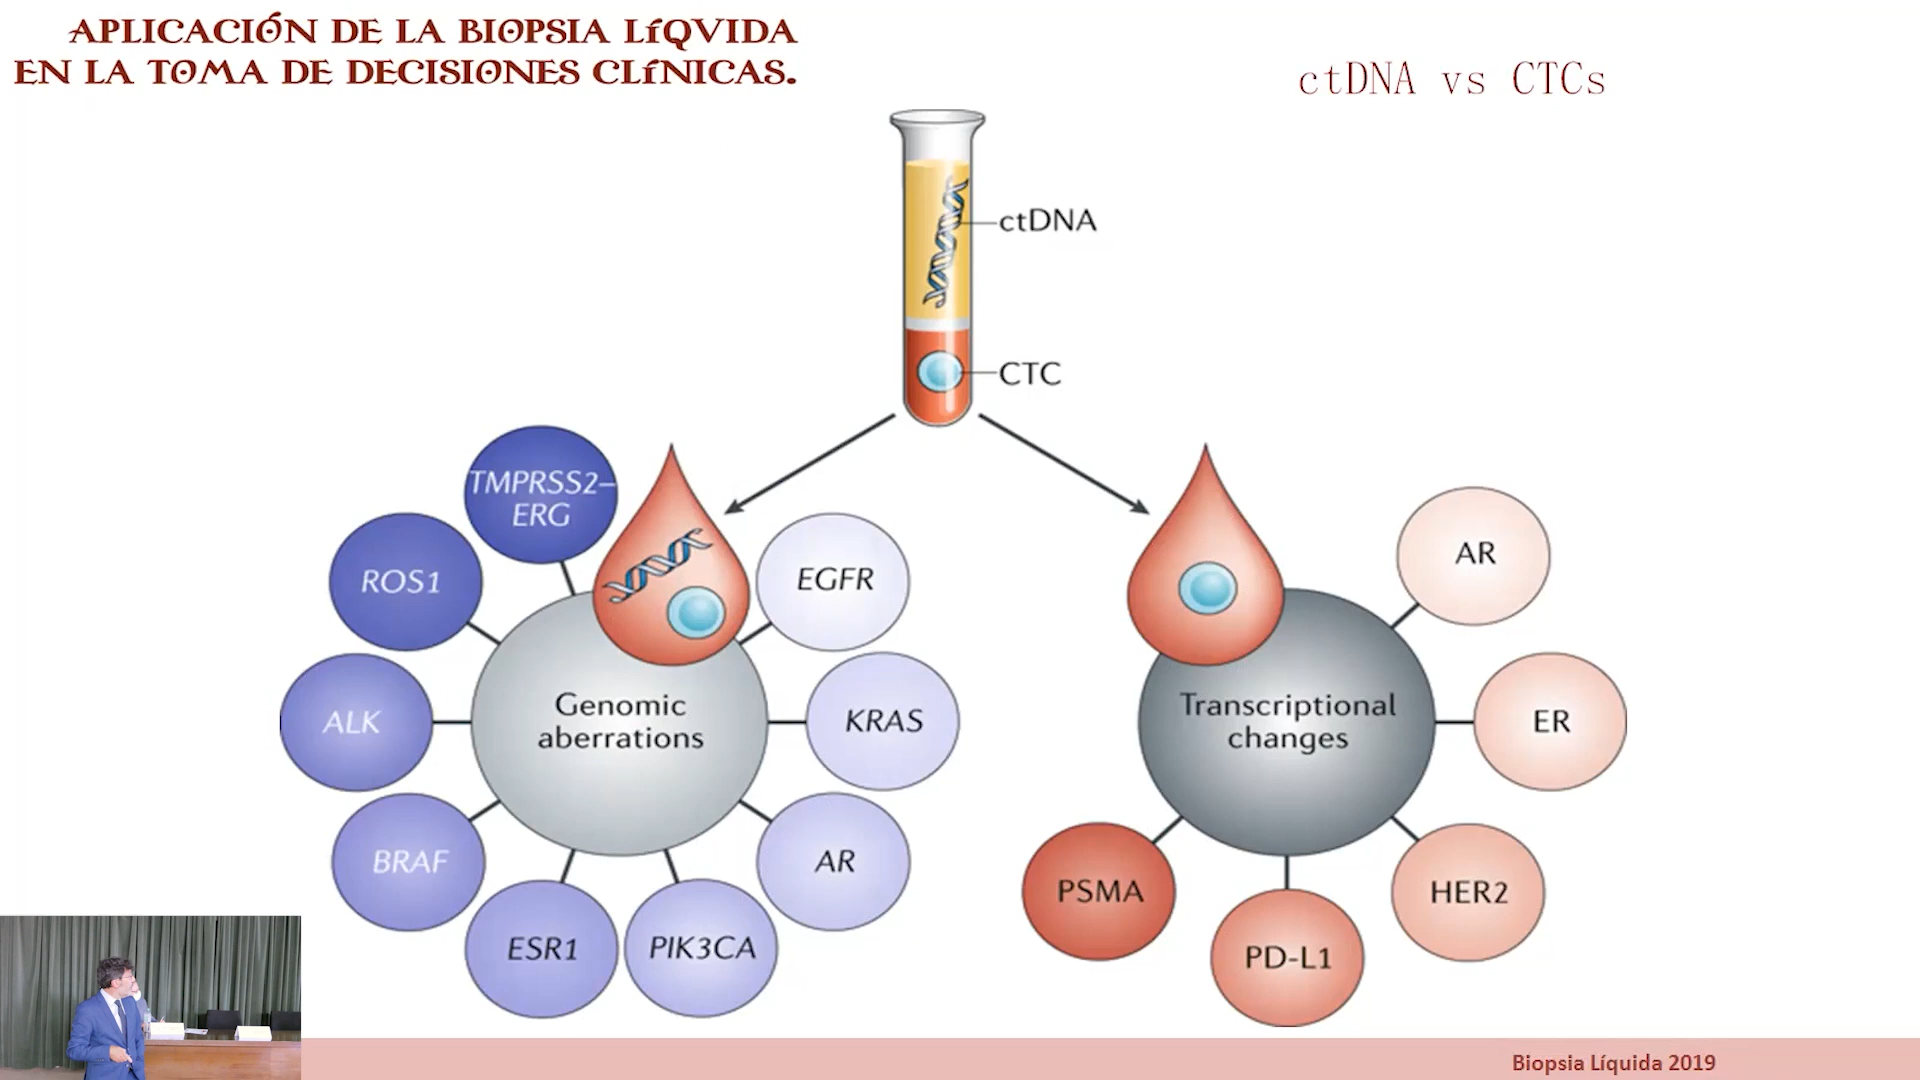 APLICACIÓN DE LA BIOPSIA LÍQVIDA
EN LA TOMA DE DECISIONES CLÍNICAS.
ctDNA vs CTCs
ctDNA
CTC
TMPRSS2–
ERG
ROS1
ALK
BRAF
ESR1
PIK3CA
AR
KRAS
EGFR
Genomic
aberrations
Transcriptional
changes
AR
ER
HER2
PD-L1
PSMA
Biopsia Líquida 2019